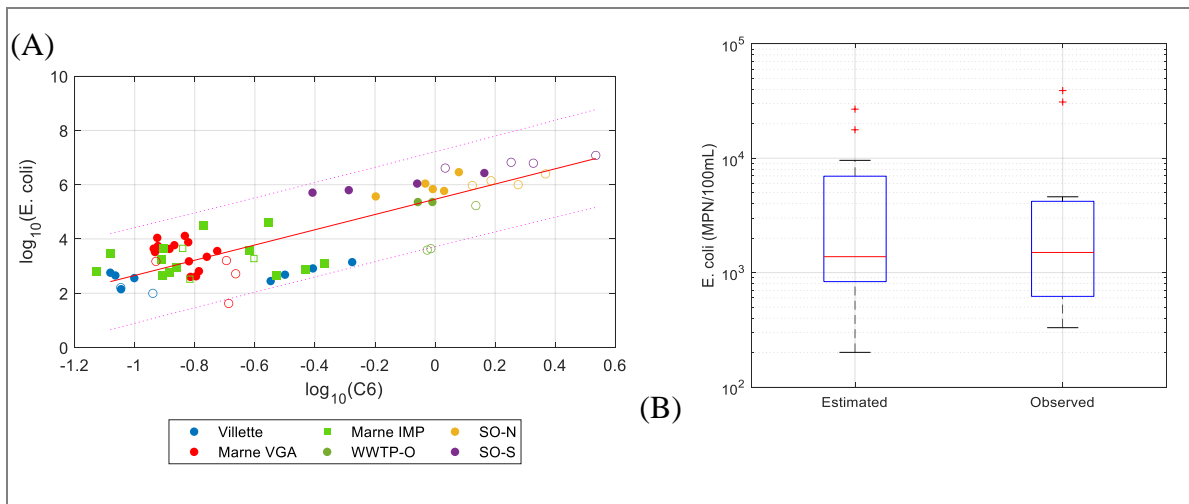 (A)
10
8
6
4
2
0
log10(E. coli)
-1.2 -1 -0.8 -0.6 -0.4 -0.2 0 0.2 0.4 0.6
log10(C6)
Villette Marne IMP SO-N
Marne VGA WWTP-O SO-S
(B)
10^5
10^4
10^3
10^2
E. coli (MPN/100mL)
Estimated Observed